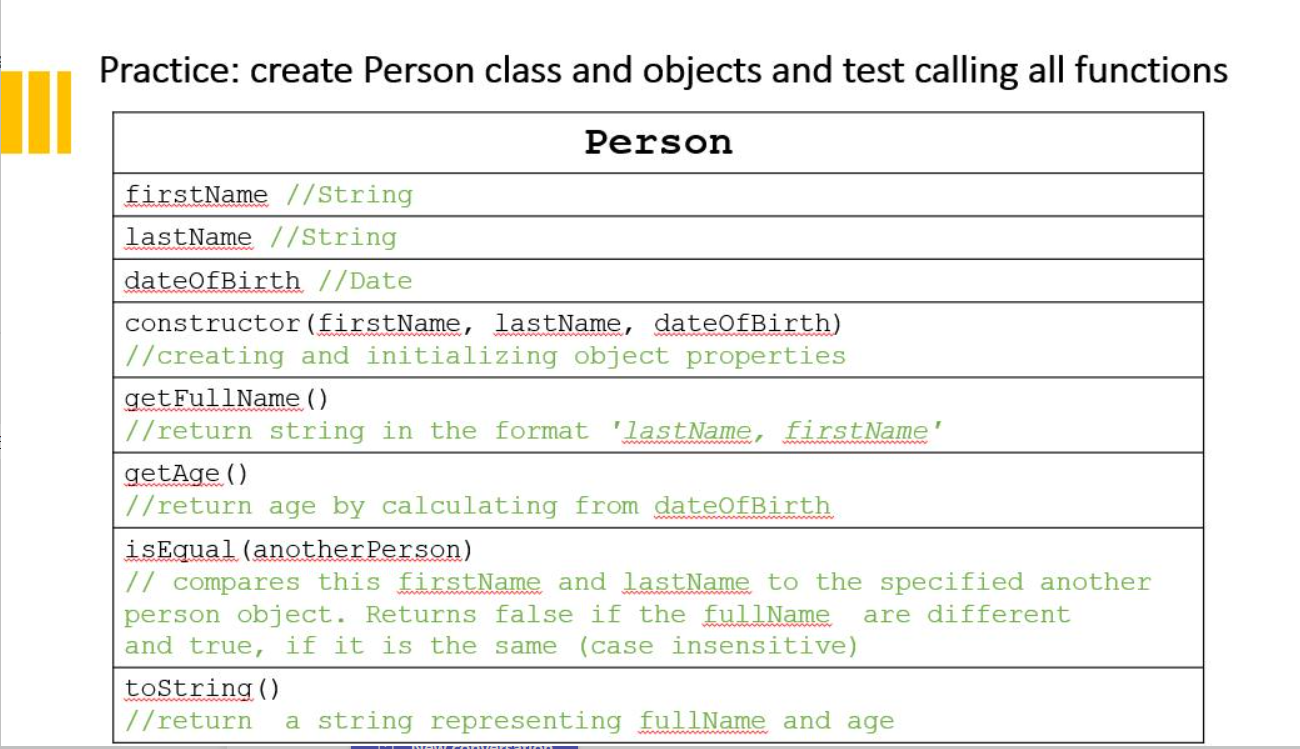 Practice: create Person class and objects and test calling all functions
Person
firstName //String
lastName //String
dateOfBirth //Date
constructor(firstName, lastName, dateOfBirth)
//creating and initializing object properties
getFullName()
//return string in the format 'lastName, firstName'
getAge()
//return age by calculating from dateOfBirth
isEqual(anotherPerson)
// compares this firstName and lastName to the specified another
person object. Returns false if the fullName  are different
and true, if it is the same (case insensitive)
toString()
//return  a string representing fullName and age
New conversation